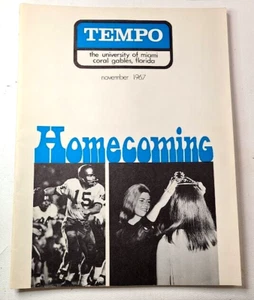 TEMPO
the university of miami
coral gables, florida
november 1967
Homecoming
15